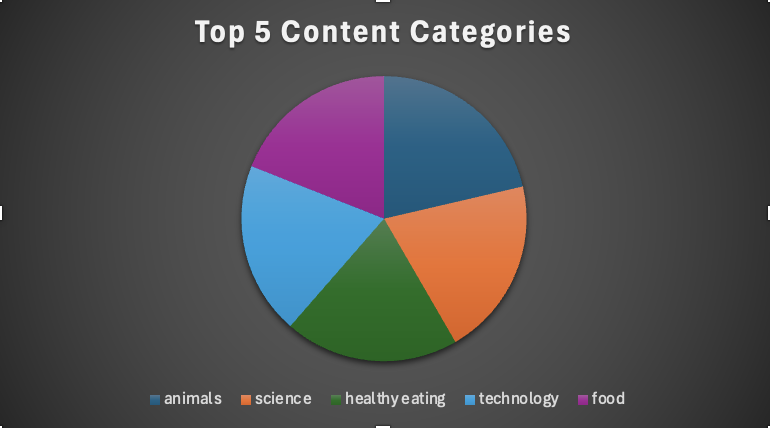 Top 5 Content Categories
animals science healthy eating technology food